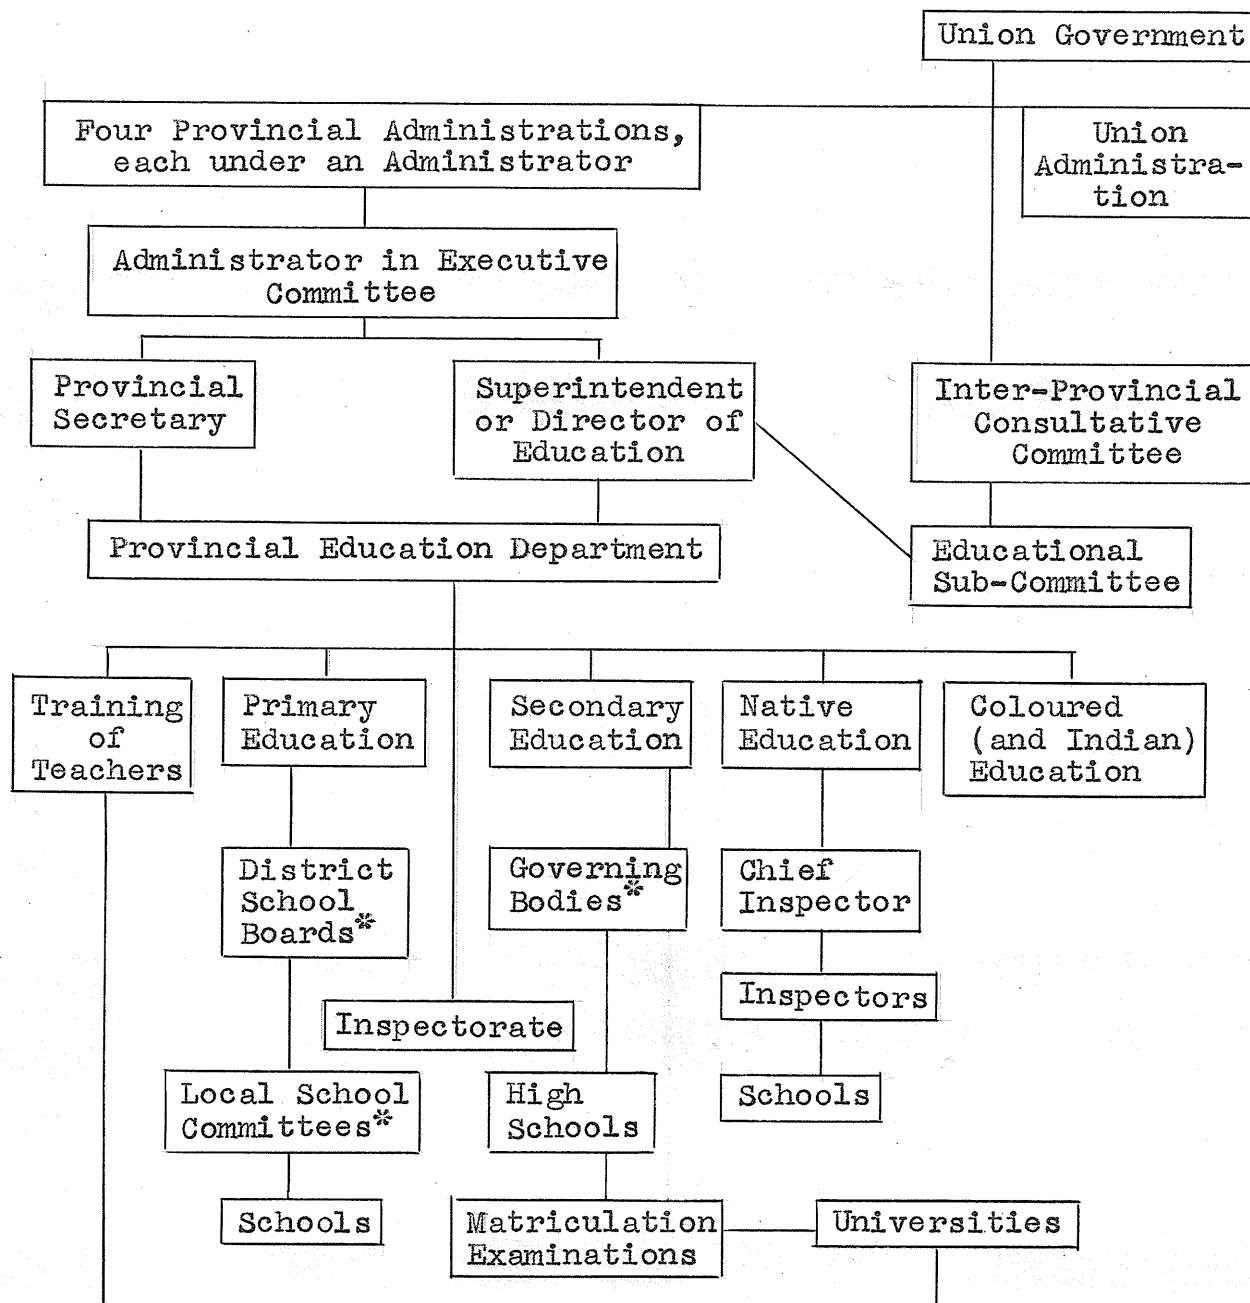 Union Government
Four Provincial Administrations,
each under an Administrator
Union
Administra-
tion
Administrator in Executive
Committee
Provincial
Secretary
Superintendent
or Director of
Education
Inter-Provincial
Consultative
Committee
Provincial Education Department
Educational
Sub-Committee
Training
of
Teachers
Primary
Education
Secondary
Education
Native
Education
Coloured
(and Indian)
Education
District
School
Boards*
Governing
Bodies*
Chief
Inspector
Inspectors
Inspectorate
Local School
Committees*
High
Schools
Schools
Schools
Matriculation
Examinations
Universities